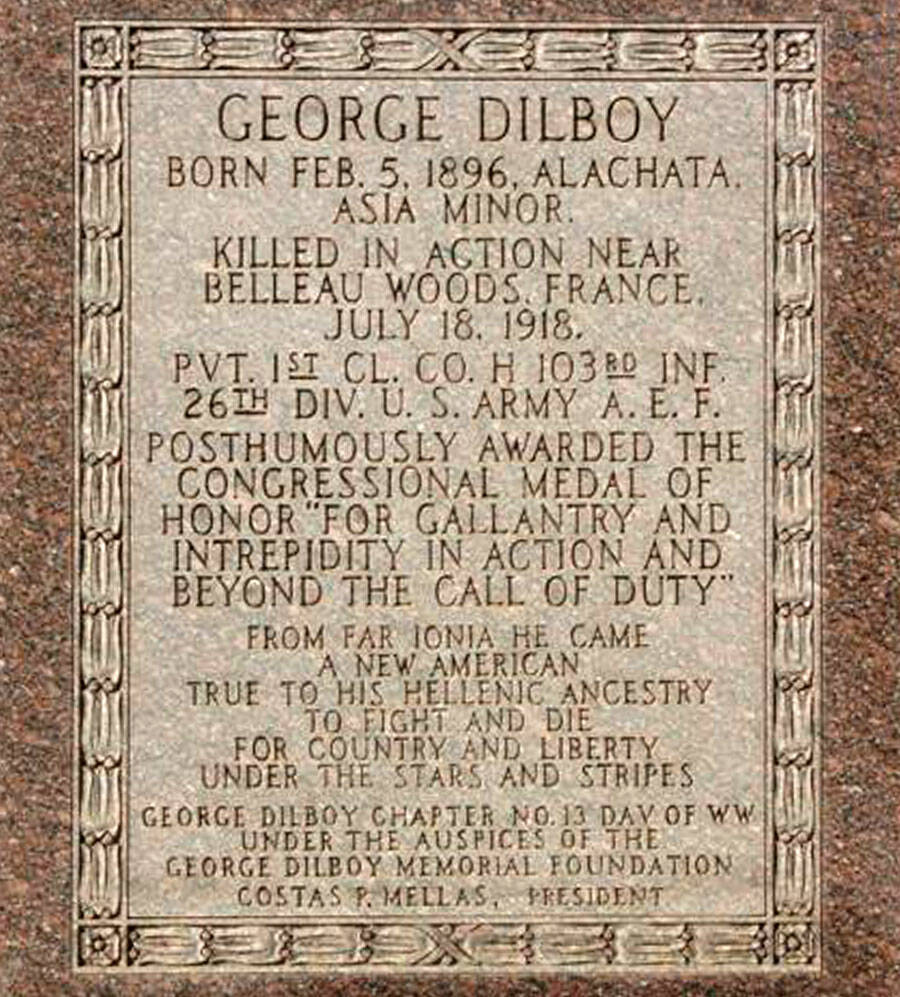 GEORGE DILBOY
BORN FEB. 5, 1896, ALACHATA,
ASIA MINOR.
KILLED IN ACTION NEAR
BELLEAU WOODS, FRANCE,
JULY 18, 1918.
PVT. 1ST CL. CO. H 103RD INF.
26TH DIV. U. S. ARMY A. E. F.
POSTHUMOUSLY AWARDED THE
CONGRESSIONAL MEDAL OF
HONOR "FOR GALLANTRY AND
INTREPIDITY IN ACTION AND
BEYOND THE CALL OF DUTY"
FROM FAR IONIA HE CAME
A NEW AMERICAN
TRUE TO HIS HELLENIC ANCESTRY
TO FIGHT AND DIE
FOR COUNTRY AND LIBERTY
UNDER THE STARS AND STRIPES
GEORGE DILBOY CHAPTER NO. 13 DAV OF WW
UNDER THE AUSPICES OF THE
GEORGE DILBOY MEMORIAL FOUNDATION
COSTAS P. MELLAS, PRESIDENT